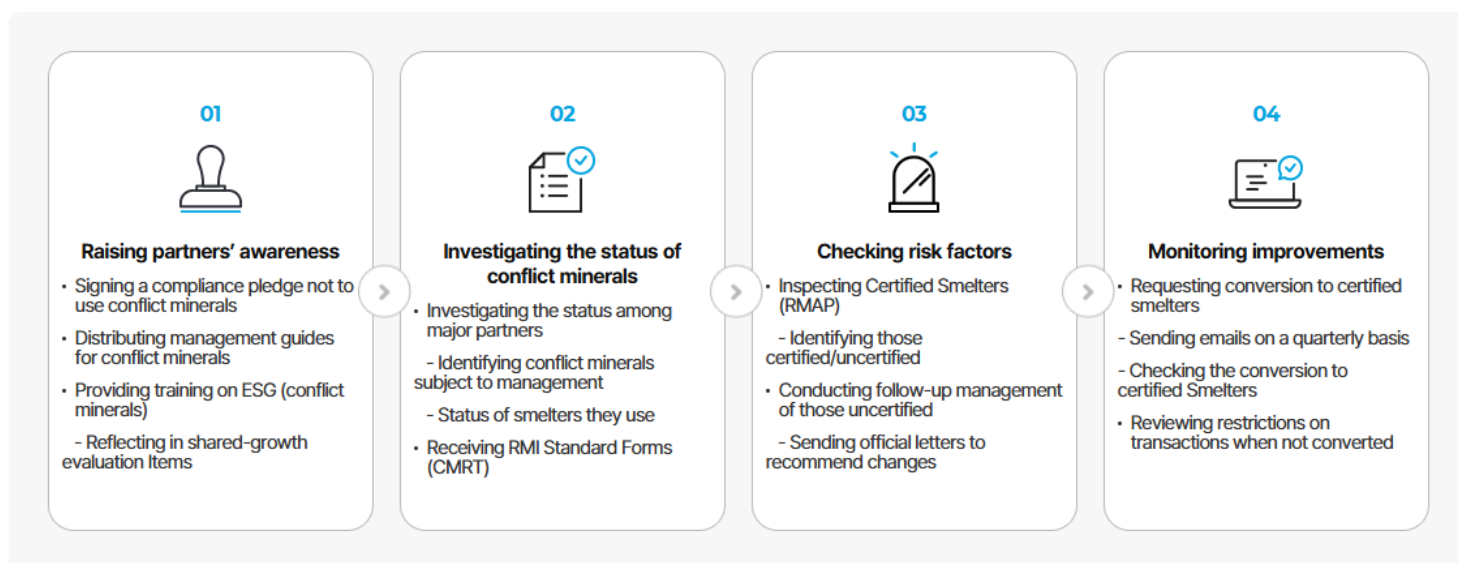 01
Raising partners' awareness
· Signing a compliance pledge not to
use conflict minerals
· Distributing management guides
for conflict minerals
· Providing training on ESG (conflict
minerals)
- Reflecting in shared-growth
evaluation Items
02
Investigating the status of
conflict minerals
· Investigating the status among
major partners
- Identifying conflict minerals
subject to management
- Status of smelters they use
· Receiving RMI Standard Forms
(CMRT)
03
Checking risk factors
· Inspecting Certified Smelters
(RMAP)
- Identifying those
certified/uncertified
· Conducting follow-up management
of those uncertified
- Sending official letters to
recommend changes
04
Monitoring improvements
· Requesting conversion to certified
smelters
- Sending emails on a quarterly basis
- Checking the conversion to
certified Smelters
· Reviewing restrictions on
transactions when not converted